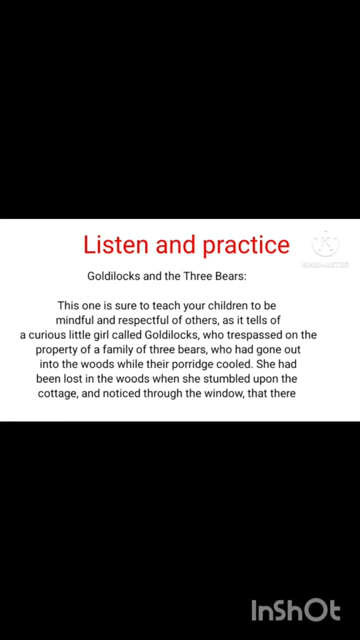 Listen and practice
KINEMASTER
Goldilocks and the Three Bears:
This one is sure to teach your children to be
mindful and respectful of others, as it tells of
a curious little girl called Goldilocks, who trespassed on the
property of a family of three bears, who had gone out
into the woods while their porridge cooled. She had
been lost in the woods when she stumbled upon the
cottage, and noticed through the window, that there
InShOt